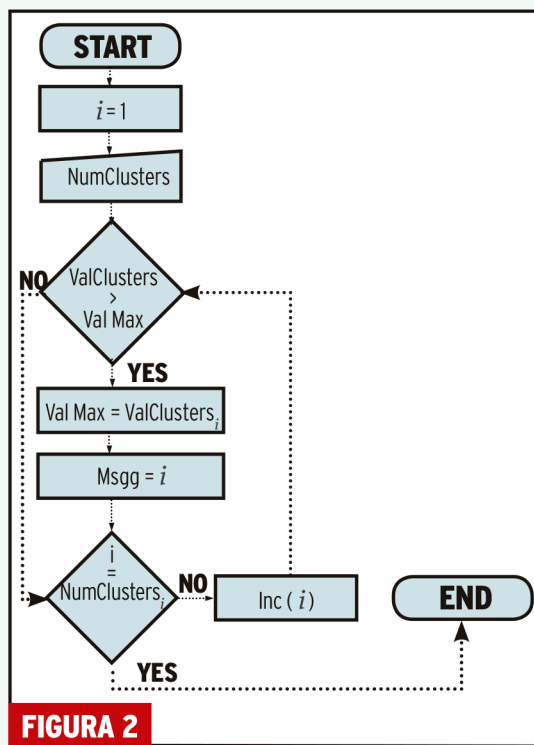 START
i = 1
NumClusters
NO
ValClusters
>
Val Max
YES
Val Max = ValClusters i
Msgg = i
i
=
NumClusters i
NO
Inc ( i )
END
YES
FIGURA 2